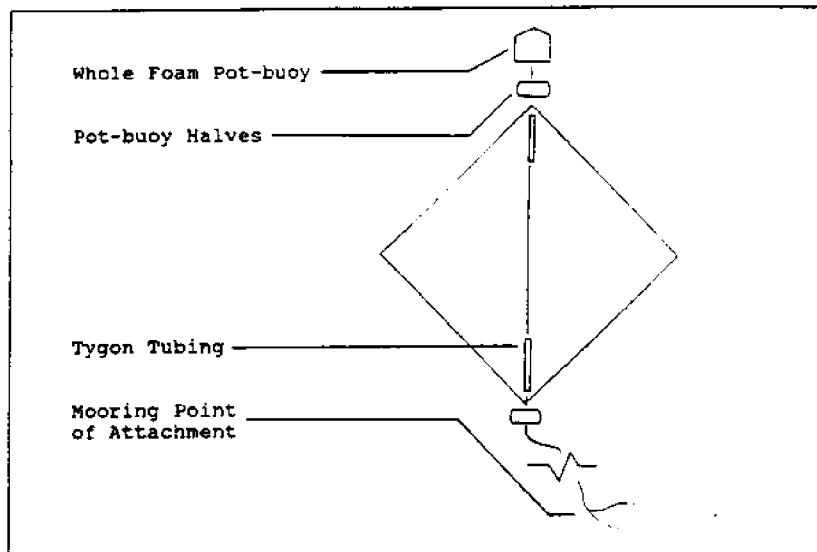 Whole Foam Pot-buoy
Pot-buoy Halves
Tygon Tubing
Mooring Point
of Attachment